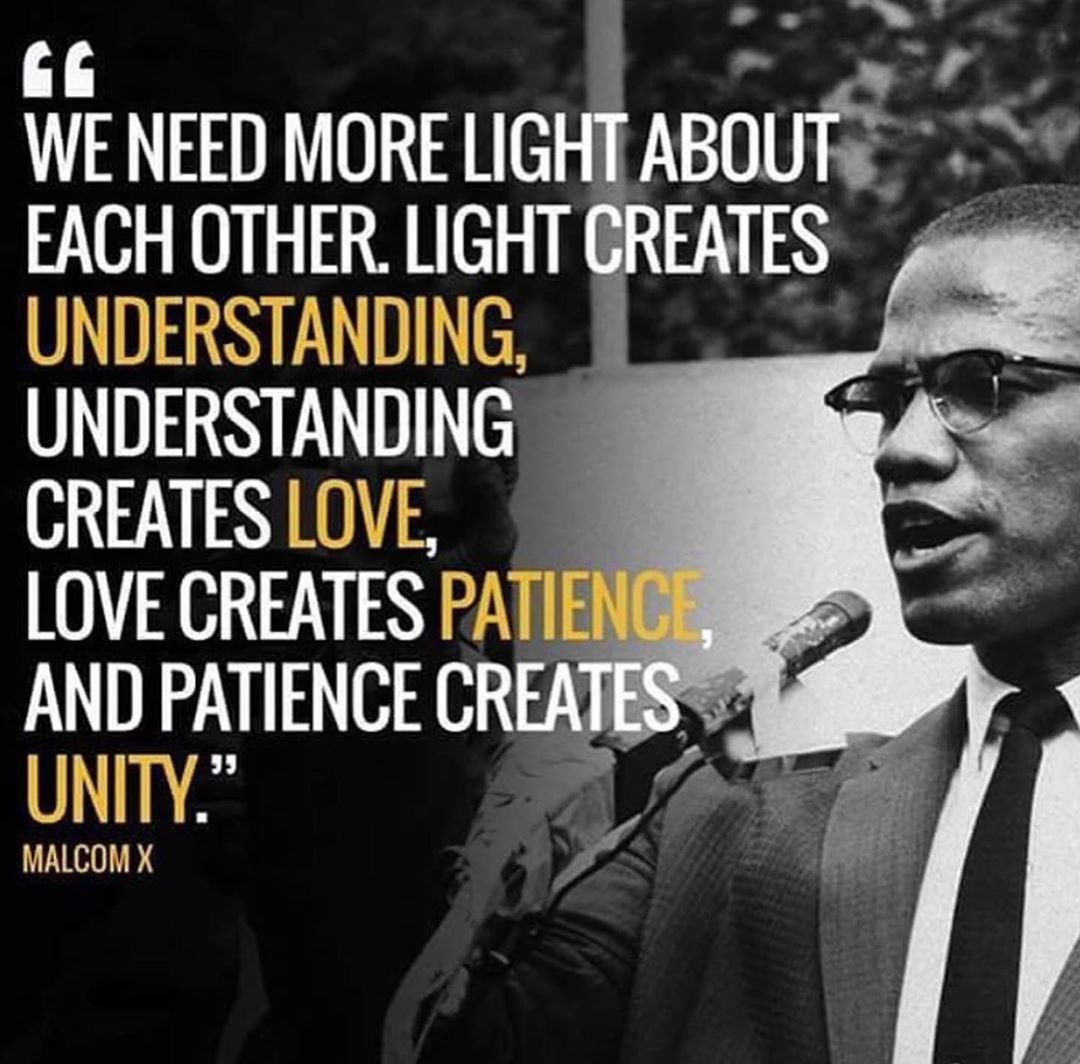 “
WE NEED MORE LIGHT ABOUT
EACH OTHER. LIGHT CREATES
UNDERSTANDING,
UNDERSTANDING
CREATES LOVE,
LOVE CREATES PATIENCE,
AND PATIENCE CREATES
UNITY.”
MALCOM X